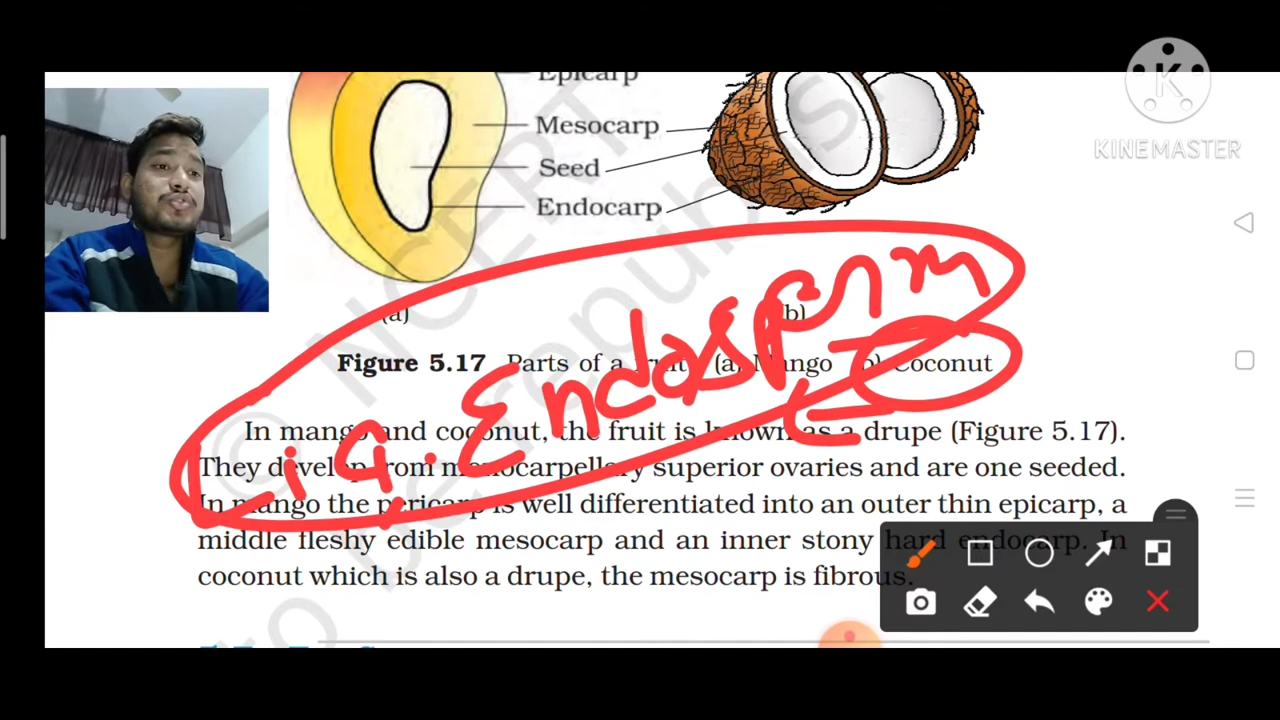 Epicarp
KINEMASTER
Mesocarp
Seed
Endocarp
(a)
(b)
Figure 5.17 Parts of a fruit (a) Mango (b) Coconut
Liq. Endosperm
In mango and coconut, the fruit is known as a drupe (Figure 5.17).
They develop from monocarpellary superior ovaries and are one seeded.
In mango the pericarp is well differentiated into an outer thin epicarp, a
middle fleshy edible mesocarp and an inner stony hard endocarp. In
coconut which is also a drupe, the mesocarp is fibrous.
© NCERT